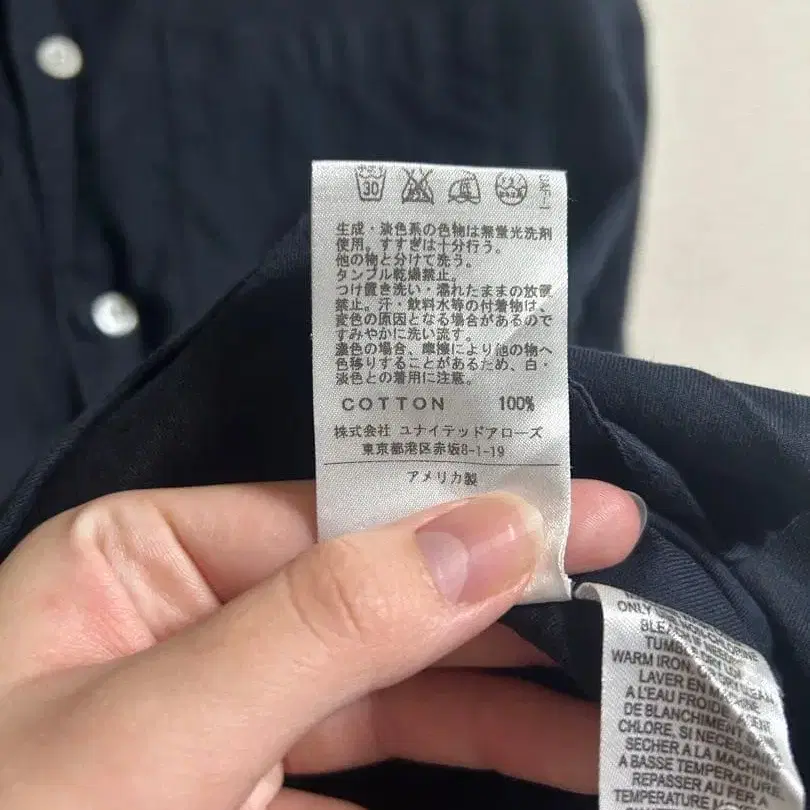 30
低
生成・淡色系の色物は無蛍光洗剤
使用。すすぎは十分行う。
他の物と分けて洗う。
タンブル乾燥禁止。
つけ置き洗い・濡れたままの放置
禁止。汗・飲料水等の付着物は、
変色の原因となる場合があるので
すみやかに洗い流す。
濃色の場合、摩擦により他の物へ
色移りすることがあるため、白・
淡色との着用に注意。
COTTON 100%
株式会社 ユナイテッドアローズ
東京都港区赤坂8-1-19
アメリカ製
ONLY
BLEACH IF
TUMBLE DRY LOW
WARM IRON
LAVER EN
A L'EAU FROIDE
DE BLANCHIMENT
CHLORE, SI NECESSAIRE
SECHER A LA MACHINE
A BASSE TEMPERATURE
REPASSER AU FER
TEMPERATURE